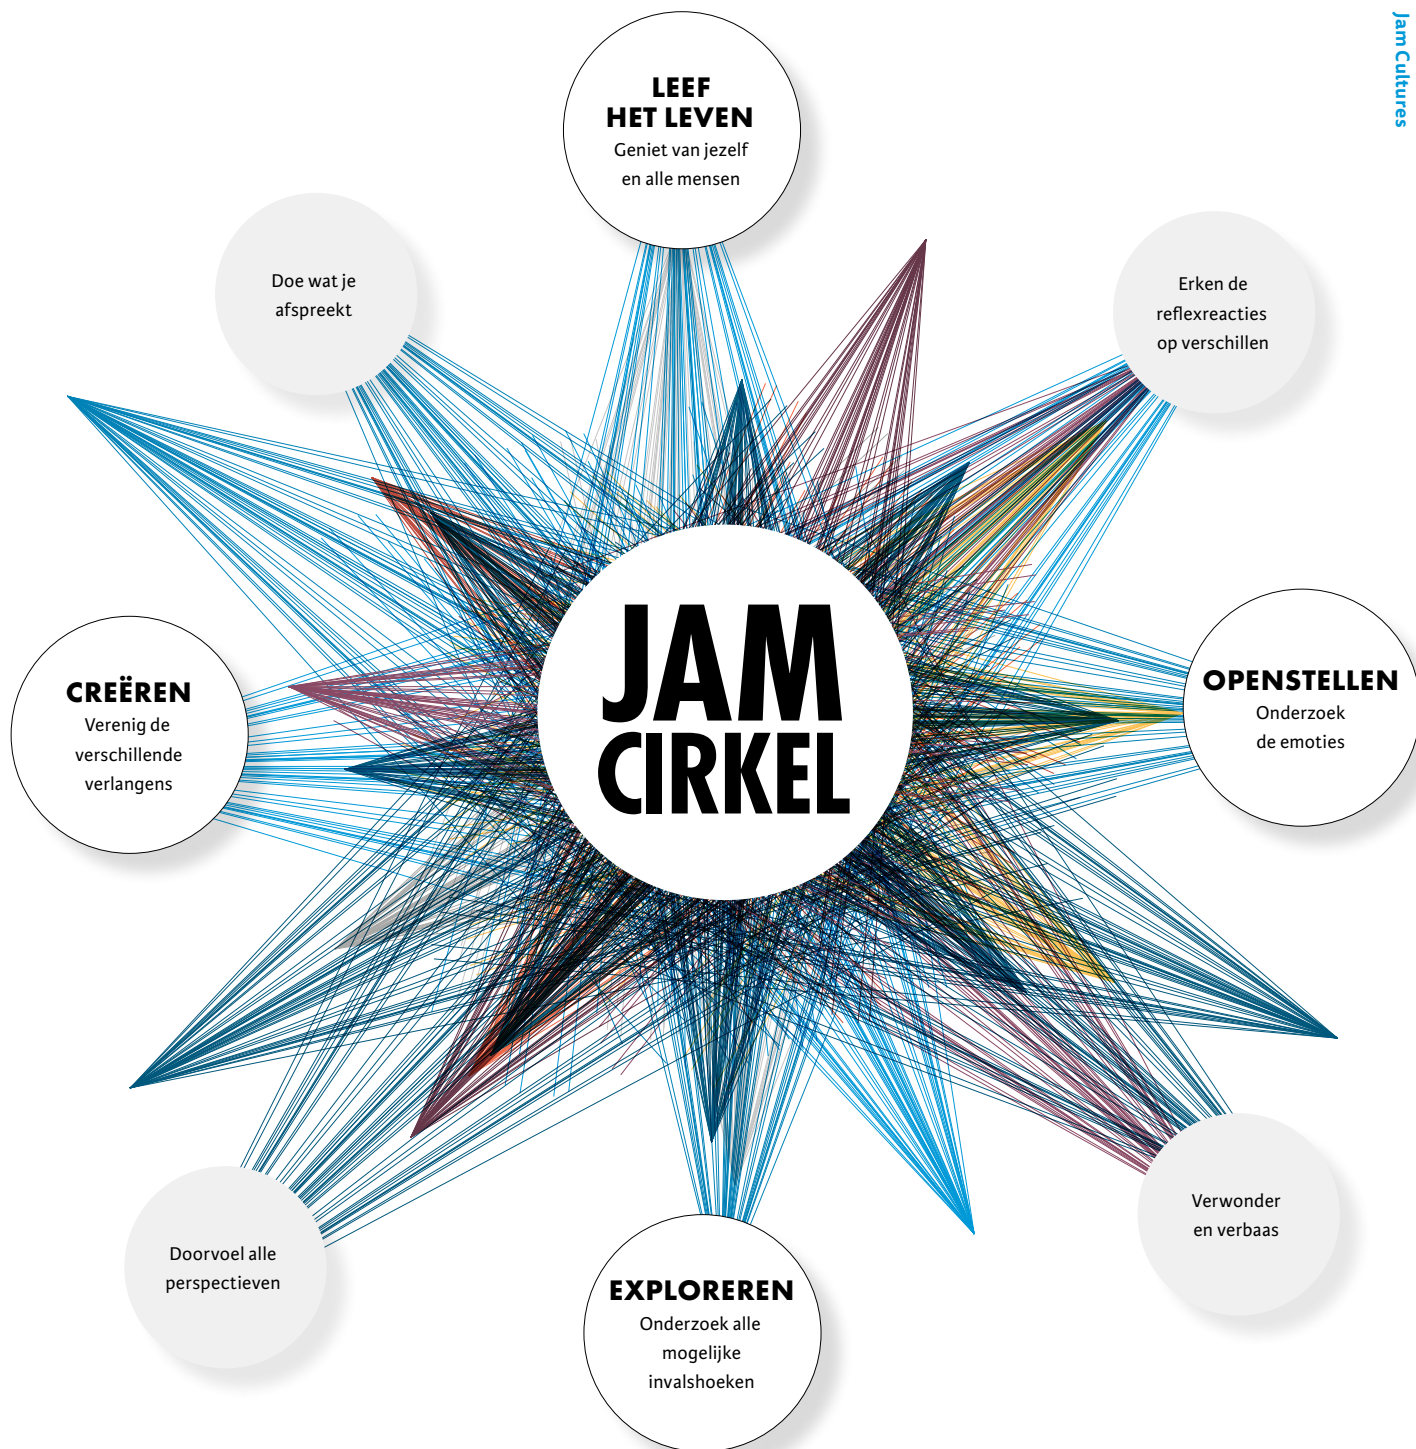 Jam Cultures
LEEF
HET LEVEN
Geniet van jezelf
en alle mensen
Erken de
reflexreacties
op verschillen
OPENSTELLEN
Onderzoek
de emoties
Verwonder
en verbaas
EXPLOREREN
Onderzoek alle
mogelijke
invalshoeken
Doorvoel alle
perspectieven
CREËREN
Verenig de
verschillende
verlangens
Doe wat je
afspreekt
JAM
CIRKEL